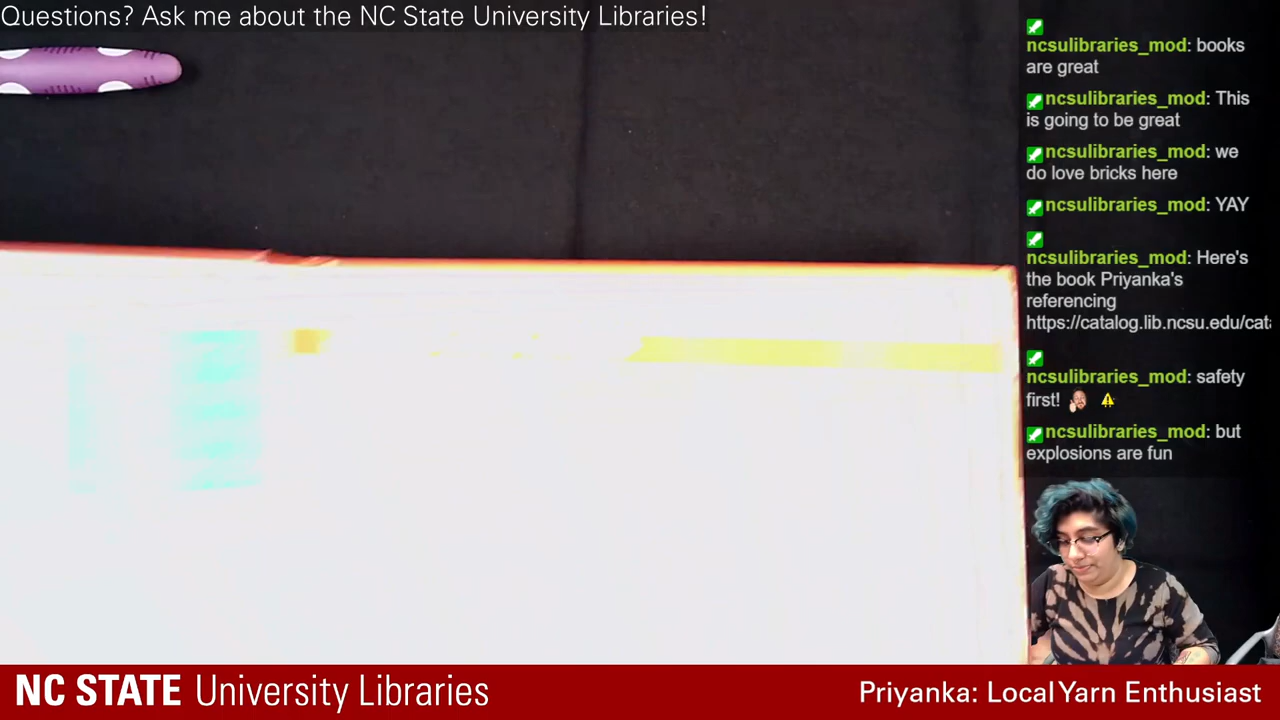 Questions? Ask me about the NC State University Libraries!
ncsulibraries_mod: books
are great
ncsulibraries_mod: This
is going to be great
ncsulibraries_mod: we
do love bricks here
ncsulibraries_mod: YAY
ncsulibraries_mod: Here's
the book Priyanka's
referencing
https://catalog.lib.ncsu.edu/cat
ncsulibraries_mod: safety
first!
ncsulibraries_mod: but
explosions are fun
NC STATE University Libraries
Priyanka: Local Yarn Enthusiast